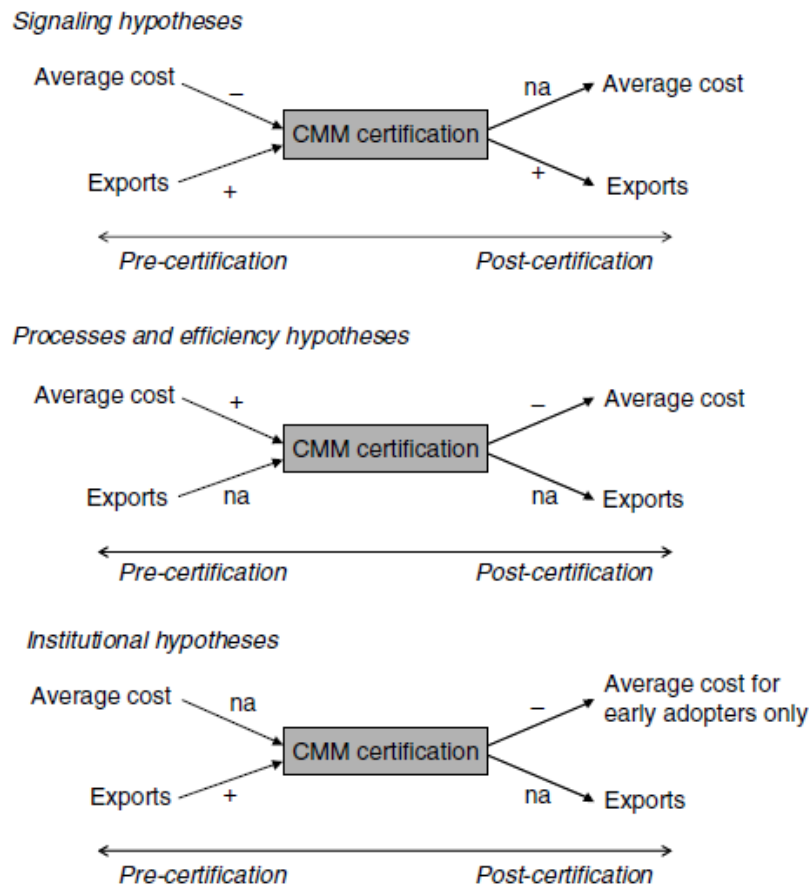 Signaling hypotheses
Average cost
–
na
Average cost
CMM certification
Exports
+
+
Exports
Pre-certification
Post-certification
Processes and efficiency hypotheses
Average cost
+
–
Average cost
CMM certification
Exports
na
na
Exports
Pre-certification
Post-certification
Institutional hypotheses
Average cost
na
–
Average cost for
early adopters only
CMM certification
Exports
+
na
Exports
Pre-certification
Post-certification